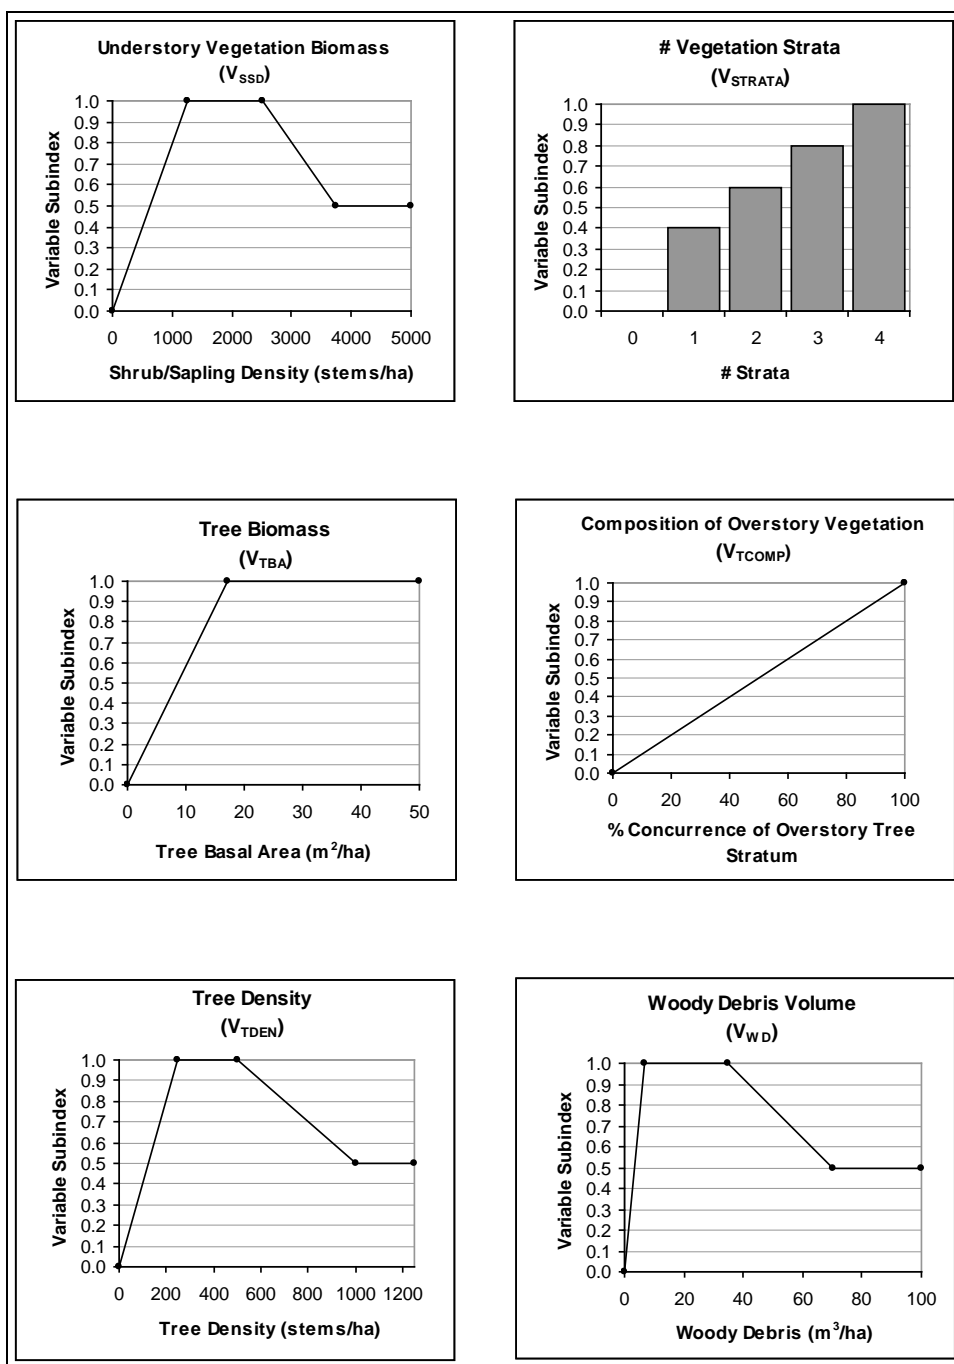 Understory Vegetation Biomass
(V_SSD)
Variable Subindex
1.0
0.9
0.8
0.7
0.6
0.5
0.4
0.3
0.2
0.1
0.0
0 1000 2000 3000 4000 5000
Shrub/Sapling Density (stems/ha)
# Vegetation Strata
(V_STRATA)
Variable Subindex
1.0
0.9
0.8
0.7
0.6
0.5
0.4
0.3
0.2
0.1
0.0
0 1 2 3 4
# Strata
Tree Biomass
(V_TBA)
Variable Subindex
1.0
0.9
0.8
0.7
0.6
0.5
0.4
0.3
0.2
0.1
0.0
0 10 20 30 40 50
Tree Basal Area (m²/ha)
Composition of Overstory Vegetation
(V_TCOMP)
Variable Subindex
1.0
0.9
0.8
0.7
0.6
0.5
0.4
0.3
0.2
0.1
0.0
0 20 40 60 80 100
% Concurrence of Overstory Tree
Stratum
Tree Density
(V_TDEN)
Variable Subindex
1.0
0.9
0.8
0.7
0.6
0.5
0.4
0.3
0.2
0.1
0.0
0 200 400 600 800 1000 1200
Tree Density (stems/ha)
Woody Debris Volume
(V_WD)
Variable Subindex
1.0
0.9
0.8
0.7
0.6
0.5
0.4
0.3
0.2
0.1
0.0
0 20 40 60 80 100
Woody Debris (m³/ha)